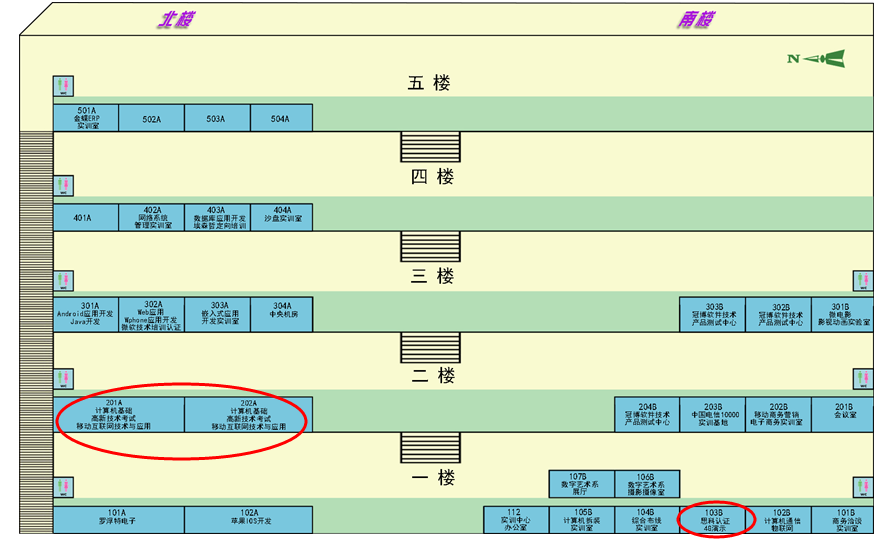 北楼
南楼
N
五楼
501A
金蝶ERP
实训室
502A
503A
504A
四楼
401A
402A
网络系统
管理实训室
403A
数据库应用开发
埃森哲定向培训
404A
沙盘实训室
三楼
301A
Android应用开发
Java开发
302A
Web应用
Wphone应用开发
微软技术培训认证
303A
嵌入式应用
开发实训室
304A
中央机房
303B
冠博软件技术
产品测试中心
302B
冠博软件技术
产品测试中心
301B
微电影
影视动画实验室
二楼
201A
计算机基础
高新技术考试
移动互联网技术与应用
202A
计算机基础
高新技术考试
移动互联网技术与应用
204B
冠博软件技术
产品测试中心
203B
中国电信10000
实训基地
202B
移动商务营销
电子商务实训室
201B
会议室
一楼
107B
数字艺术系
展厅
106B
数字艺术系
摄影摄像室
101A
罗浮特电子
102A
苹果IOS开发
112
实训中心
办公室
105B
计算机拆装
实训室
104B
综合布线
实训室
103B
思科认证
4G演示
102B
计算机通信
物联网
101B
商务洽谈
实训室